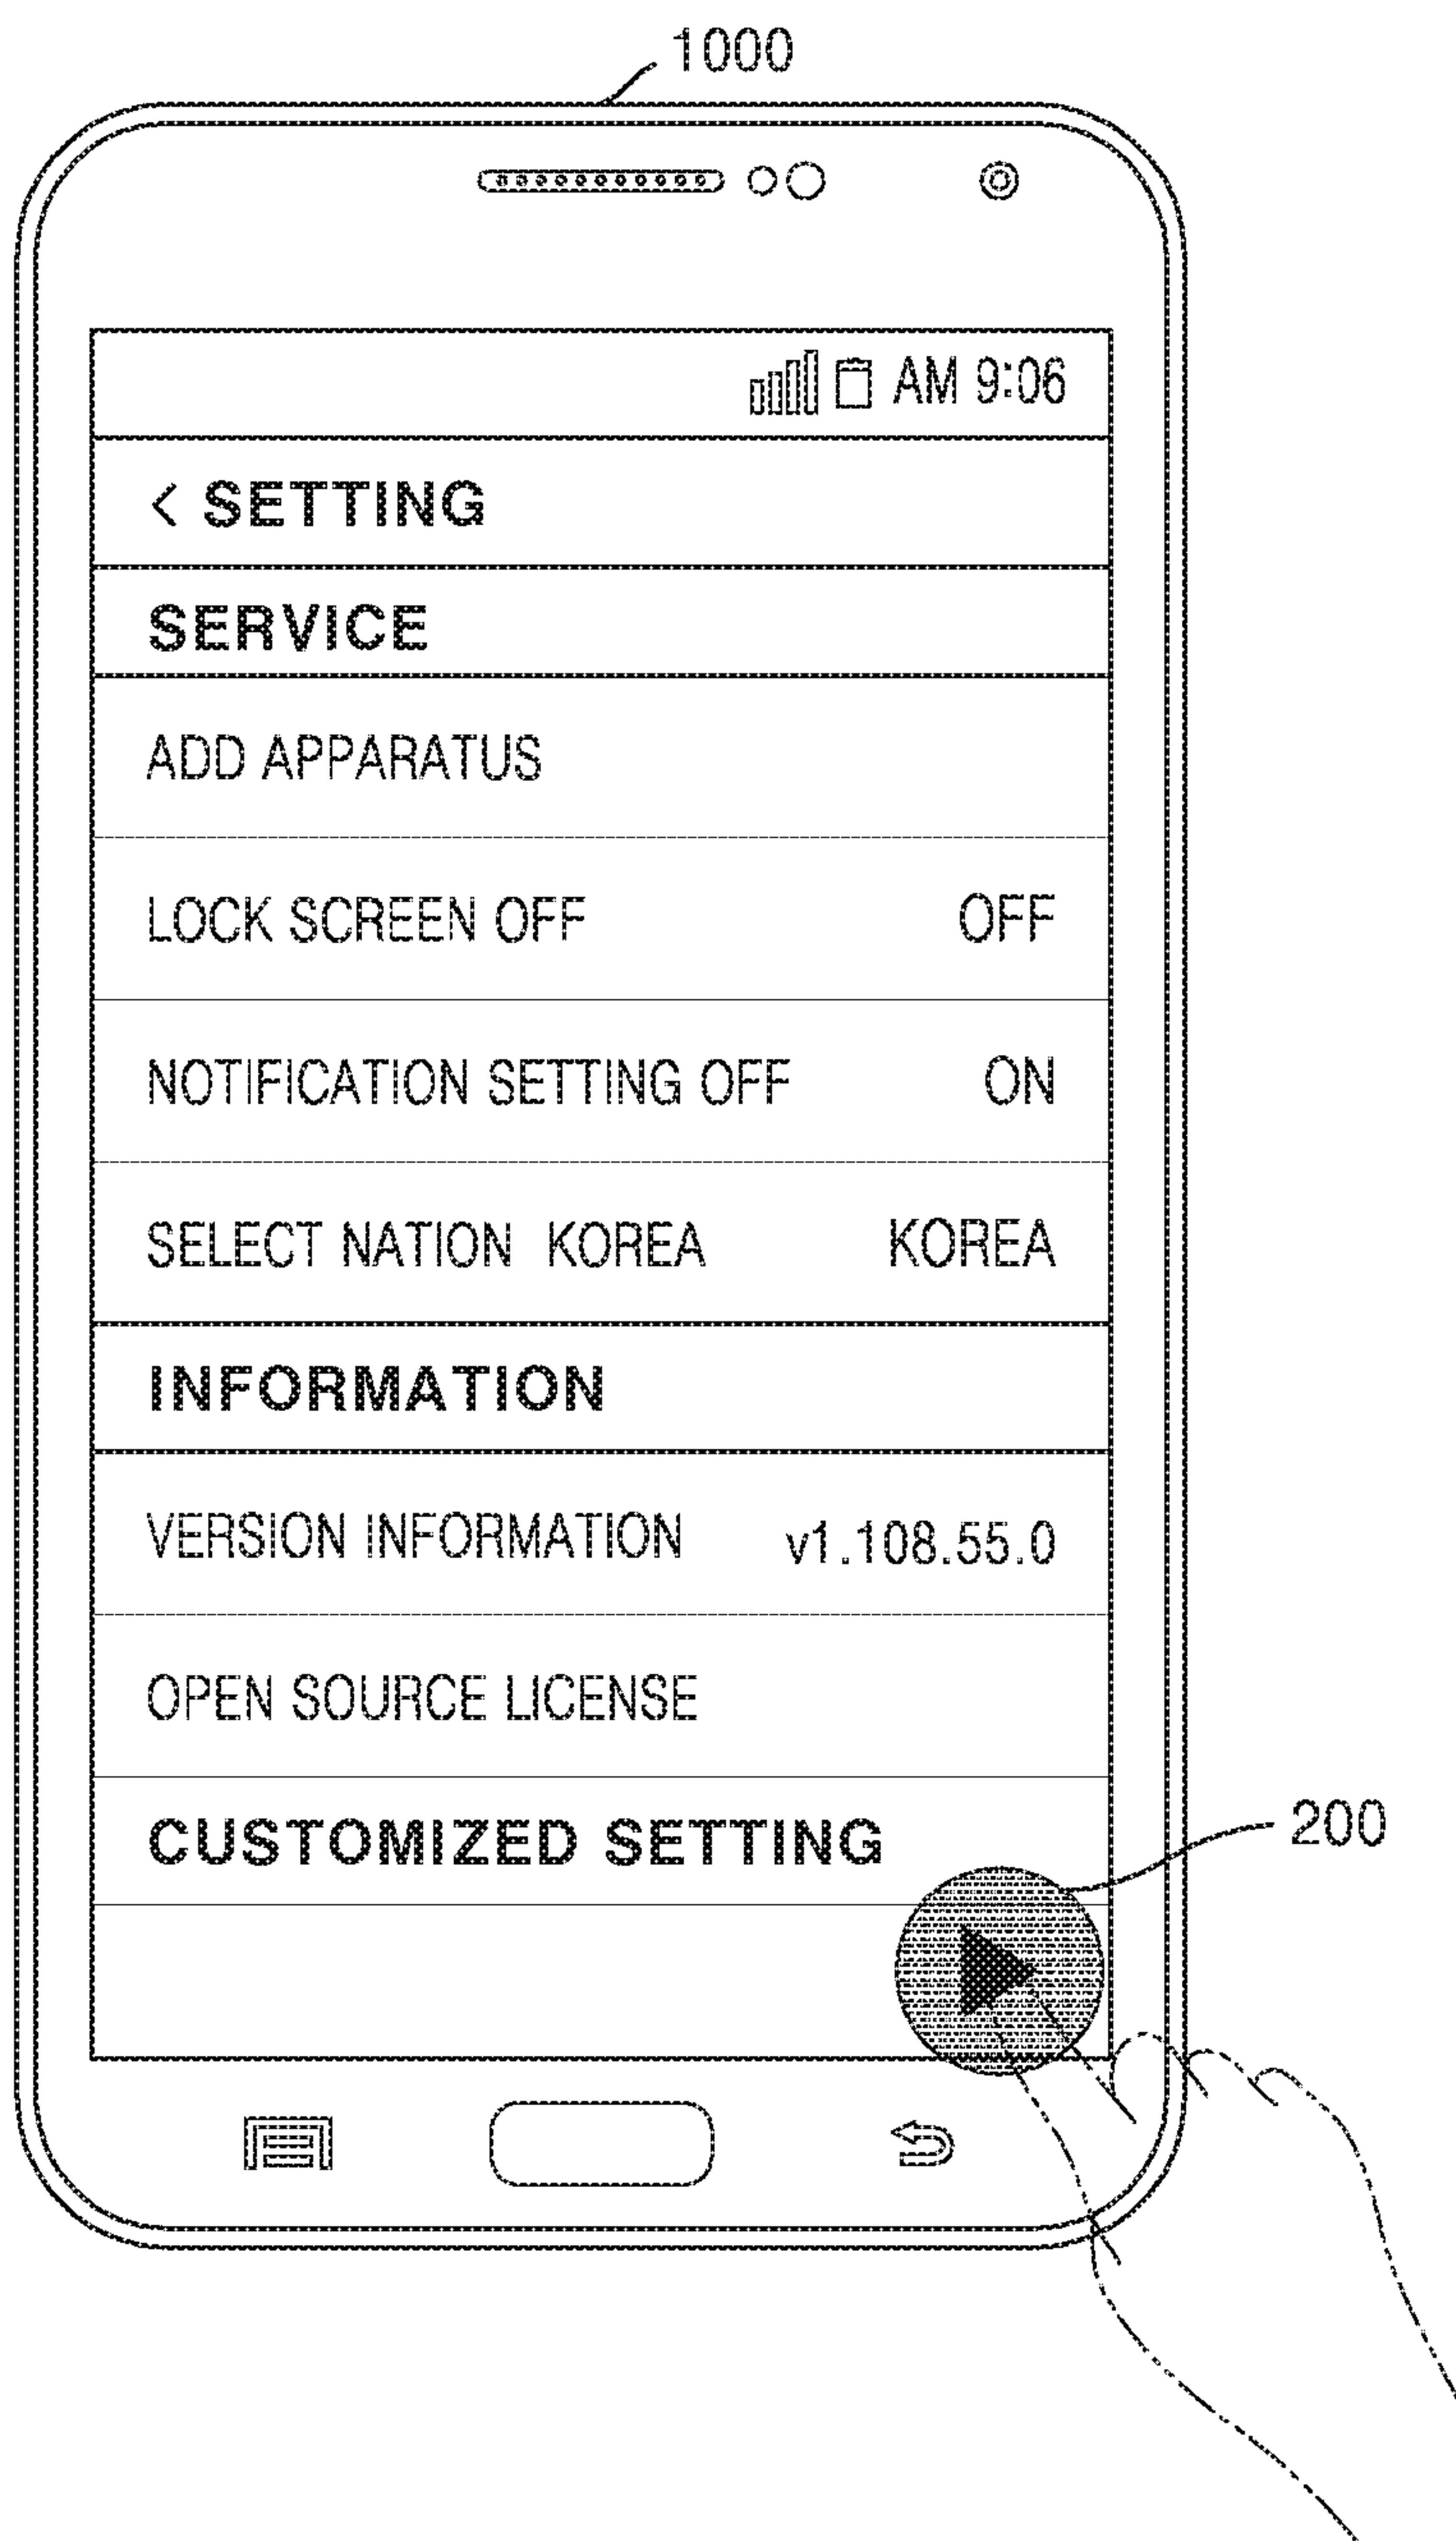 1000
AM 9:06
< SETTING
SERVICE
ADD APPARATUS
LOCK SCREEN OFF OFF
NOTIFICATION SETTING OFF ON
SELECT NATION KOREA KOREA
INFORMATION
VERSION INFORMATION v1.108.55.0
OPEN SOURCE LICENSE
CUSTOMIZED SETTING
200